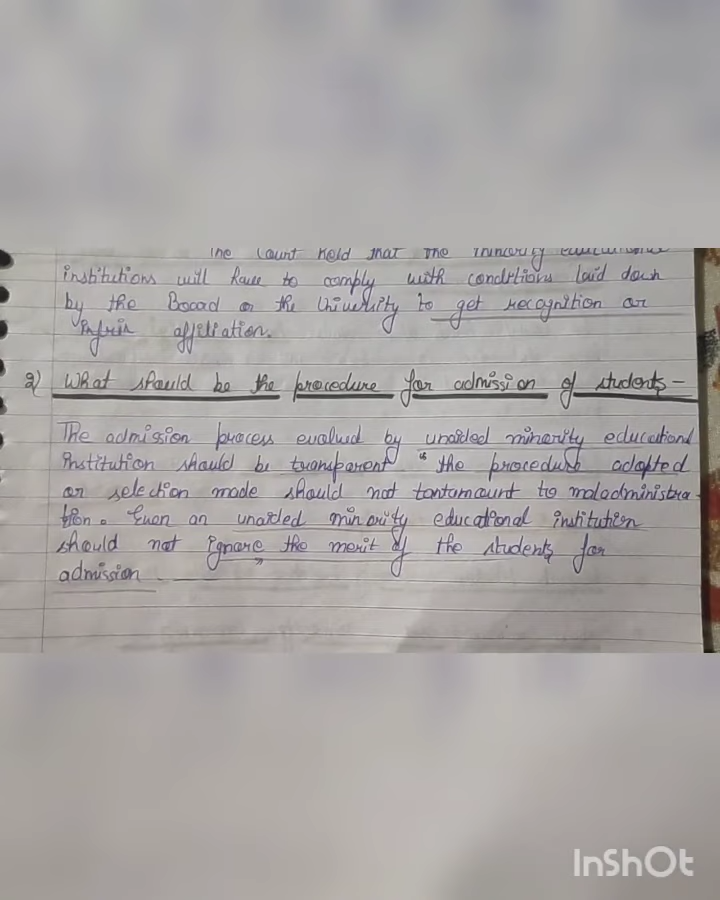 The Court held that the minority educational
institutions will have to comply with conditions laid down
by the Board or the University to get recognition or
affiliation.
2) What should be the procedure for admission of students -
The admission process evalued by unaided minority educational
institution should be transparent " the procedure adopted
or selection made should not tantamount to maladministra
tion. Even an unaided minority educational institution
should not ignore the merit of the students for
admission
InShOt